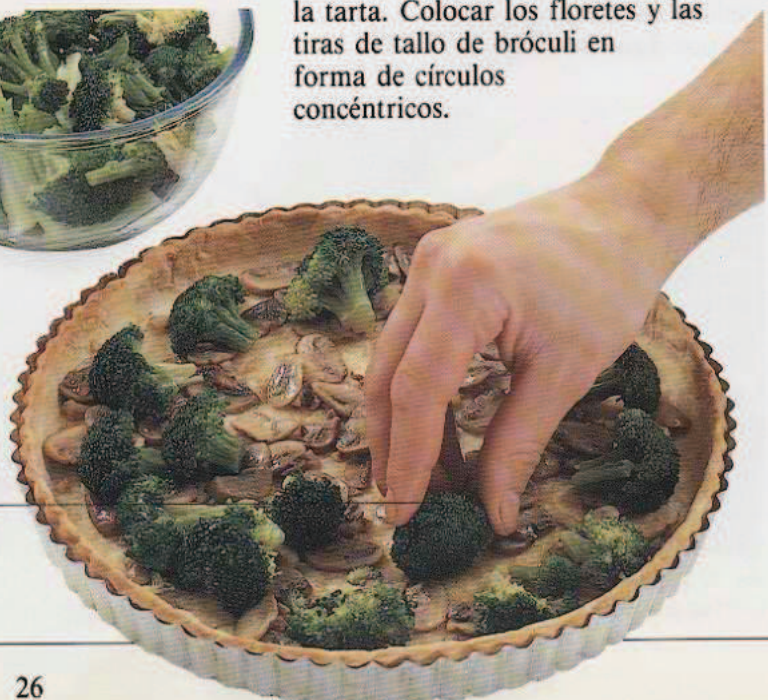 la tarta. Colocar los floretes y las
tiras de tallo de bróculi en
forma de círculos
concéntricos.
26